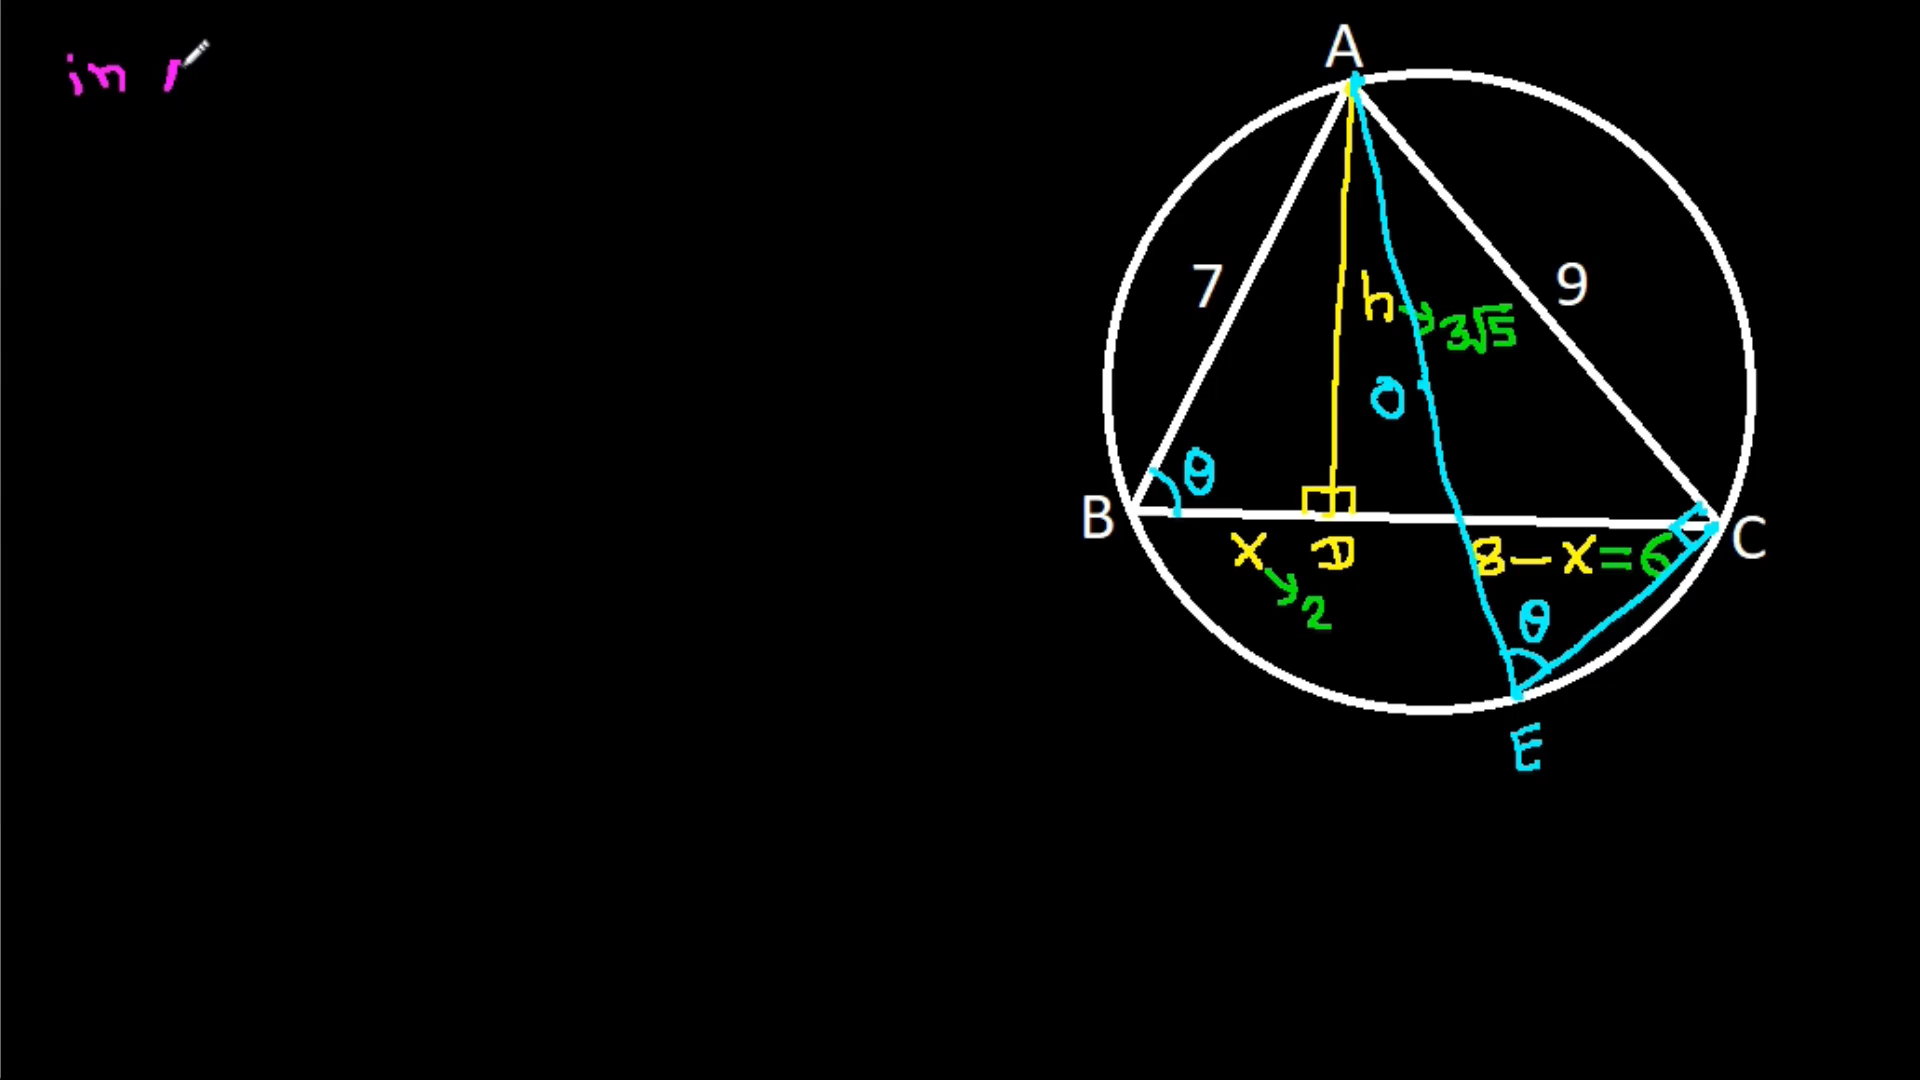 in
A
7
9
h → 3√5
O
θ
B
C
x D 8 - x = 6
→ 2
θ
E